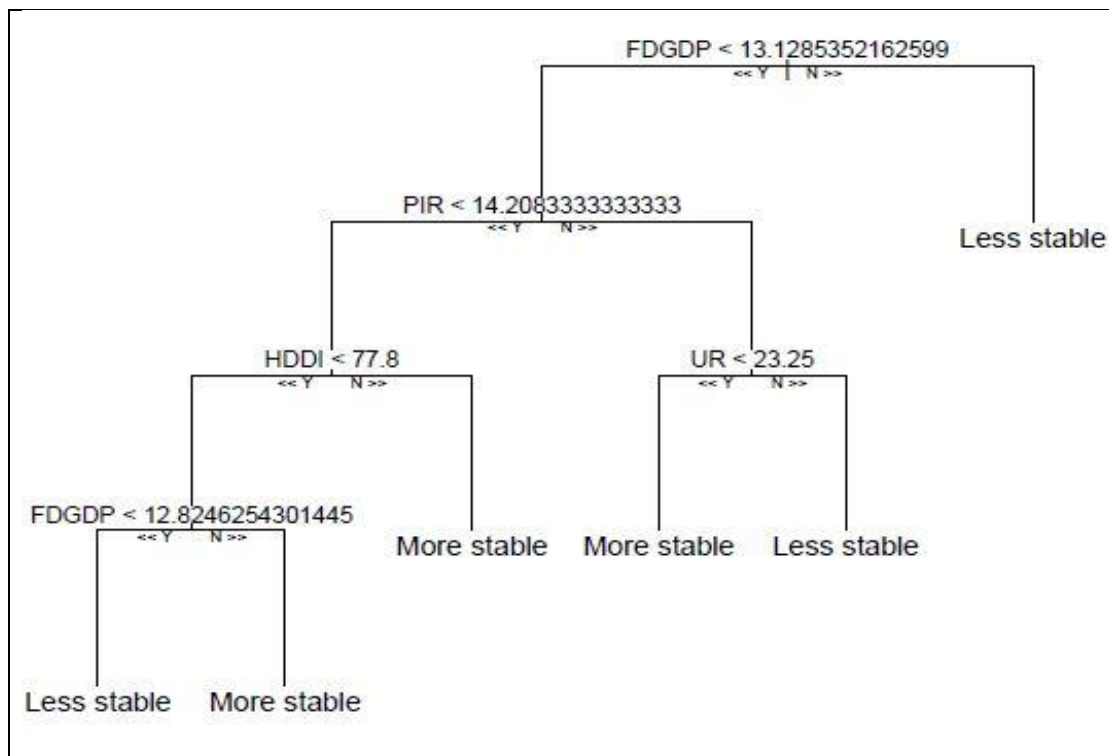 FDGDP < 13.1285352162599
<< Y N >>
PIR < 14.2083333333333
<< Y N >>
Less stable
HDDI < 77.8
<< Y N >>
UR < 23.25
<< Y N >>
FDGDP < 12.8246254301445
<< Y N >>
More stable
More stable
Less stable
Less stable
More stable